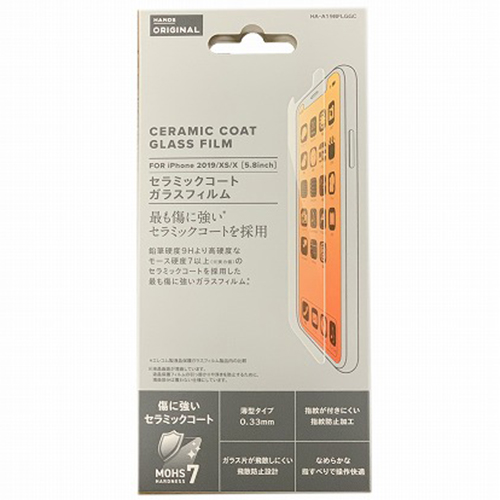 HANDS
ORIGINAL
HA-A19BFLGGC
CERAMIC COAT
GLASS FILM
FOR iPhone 2019/XS/X [5.8inch]
セラミックコート
ガラスフィルム
最も傷に強い*
セラミックコートを採用
鉛筆硬度9Hより高硬度な
モース硬度7以上の
セラミックコートを採用した
最も傷に強いガラスフィルム。
傷に強い
セラミックコート
MOHS 7
HARDNESS
薄型タイプ
0.33mm
指紋が付きにくい
指紋防止加工
ガラス片が飛散しにくい
飛散防止設計
なめらかな
指すべりで操作快適